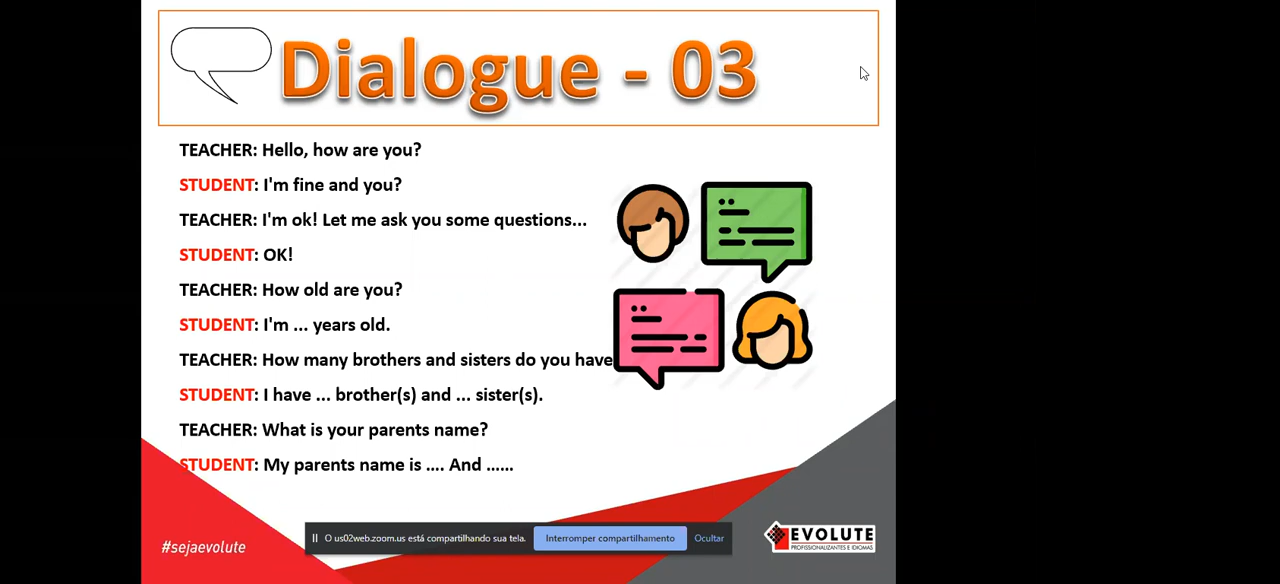 Dialogue - 03
TEACHER: Hello, how are you?
STUDENT: I'm fine and you?
TEACHER: I'm ok! Let me ask you some questions...
STUDENT: OK!
TEACHER: How old are you?
STUDENT: I'm ... years old.
TEACHER: How many brothers and sisters do you have
STUDENT: I have ... brother(s) and ... sister(s).
TEACHER: What is your parents name?
STUDENT: My parents name is .... And ......
O us02web.zoom.us está compartilhando sua tela. Interromper compartilhamento Ocultar
#sejaevolute
EVOLUTE
PROFISSIONALIZANTES E IDIOMAS